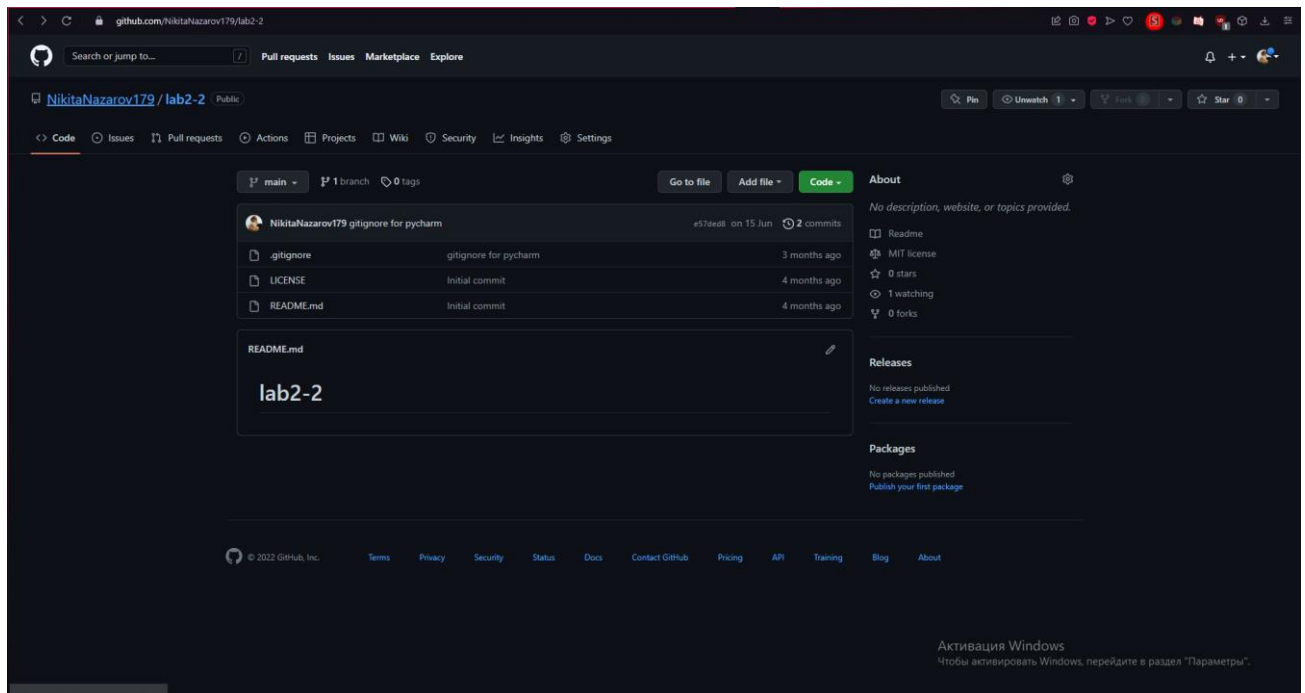 github.com/NikitaNazarov179/lab2-2
Search or jump to... / Pull requests Issues Marketplace Explore
NikitaNazarov179 / lab2-2 Public Pin Unwatch 1 Fork 0 Star 0
<> Code Issues Pull requests Actions Projects Wiki Security Insights Settings
main 1 branch 0 tags Go to file Add file Code
NikitaNazarov179 gitignore for pycharm e57ded8 on 15 Jun 2 commits
.gitignore gitignore for pycharm 3 months ago
LICENSE Initial commit 4 months ago
README.md Initial commit 4 months ago
README.md
lab2-2
About
No description, website, or topics provided.
Readme
MIT license
0 stars
1 watching
0 forks
Releases
No releases published
Create a new release
Packages
No packages published
Publish your first package
© 2022 GitHub, Inc. Terms Privacy Security Status Docs Contact GitHub Pricing API Training Blog About
Активация Windows
Чтобы активировать Windows, перейдите в раздел "Параметры".